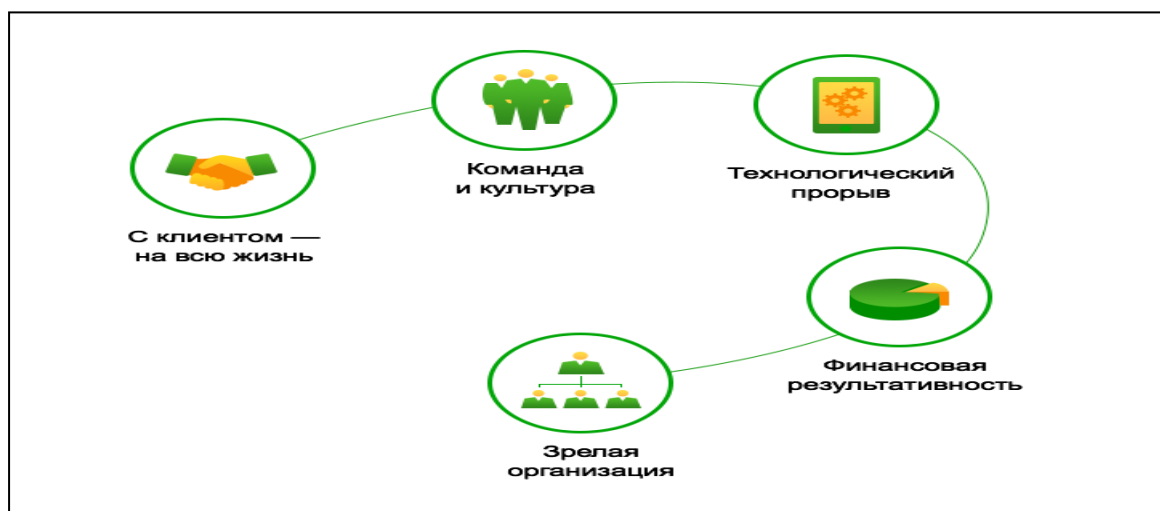 С клиентом —
на всю жизнь
Команда
и культура
Технологический
прорыв
Финансовая
результативность
Зрелая
организация